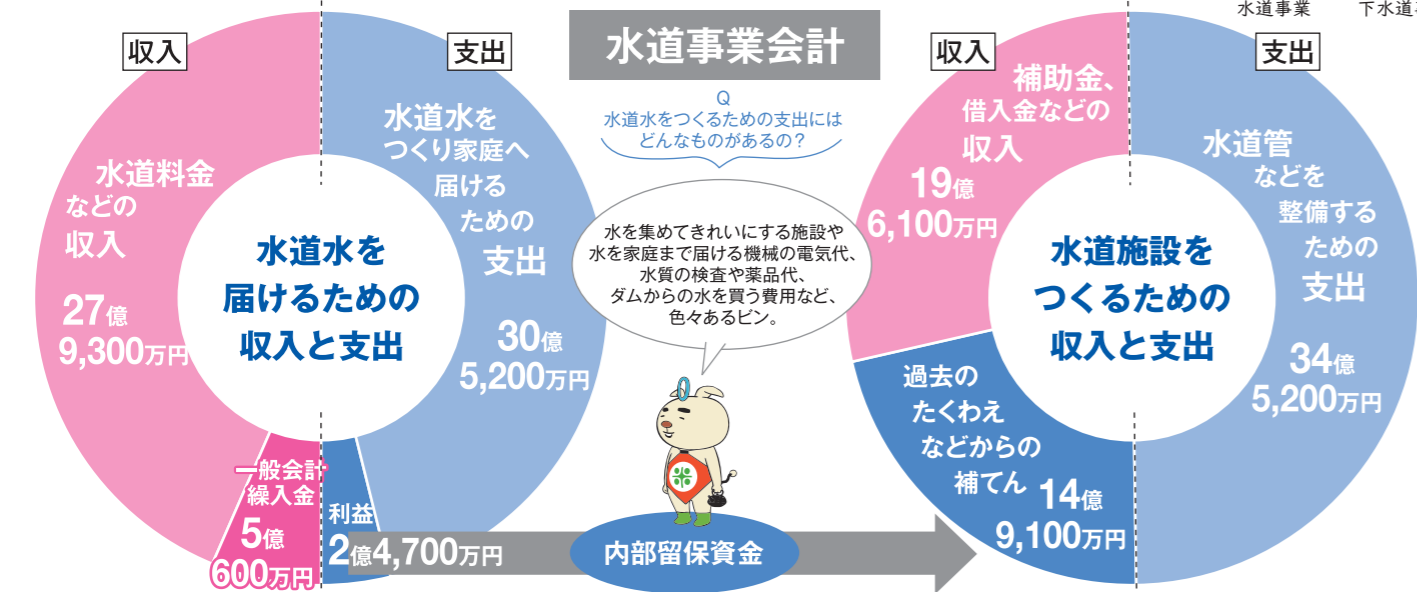 水道事業
下水道
水道事業会計
収入
支出
水道料金
などの
収入
27億
9,300万円
水道水を
つくり家庭へ
届ける
ための
支出
30億
5,200万円
水道水を
届けるための
収入と支出
一般会計
繰入金
5億
600万円
利益
2億4,700万円
Q
水道水をつくるための支出には
どんなものがあるの？
水を集めてきれいにする施設や
水を家庭まで届ける機械の電気代、
水質の検査や薬品代、
ダムからの水を買う費用など、
色々あるビン。
内部留保資金
収入
支出
補助金、
借入金などの
収入
19億
6,100万円
水道管
などを
整備する
ための
支出
34億
5,200万円
水道施設を
つくるための
収入と支出
過去の
たくわえ
などからの
補てん
14億
9,100万円